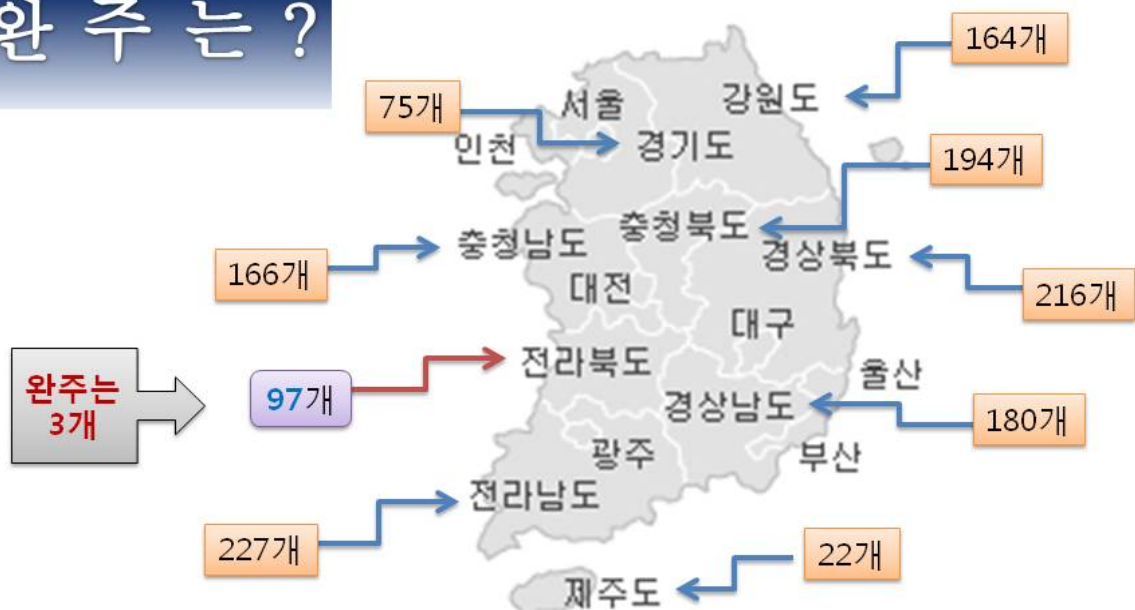 완 주 는 ?
164개
75개
서울
강원도
인천
경기도
194개
충청북도
충청남도
경상북도
166개
대전
216개
대구
전라북도
울산
완주는
3개
97개
경상남도
180개
광주
부산
전라남도
227개
22개
제주도